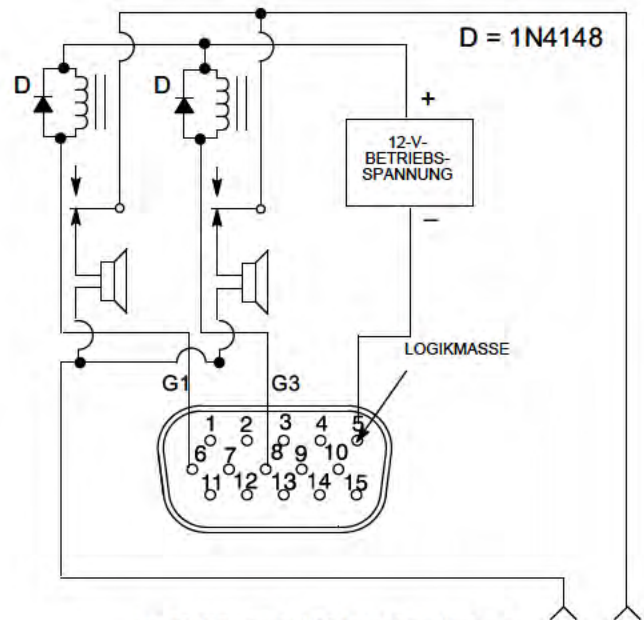 D = 1N4148
D
D
+
12-V-
BETRIEBS-
SPANNUNG
–
LOGIKMASSE
G1
G3
1 2 3 4 5
6 7 8 9 10
11 12 13 14 15